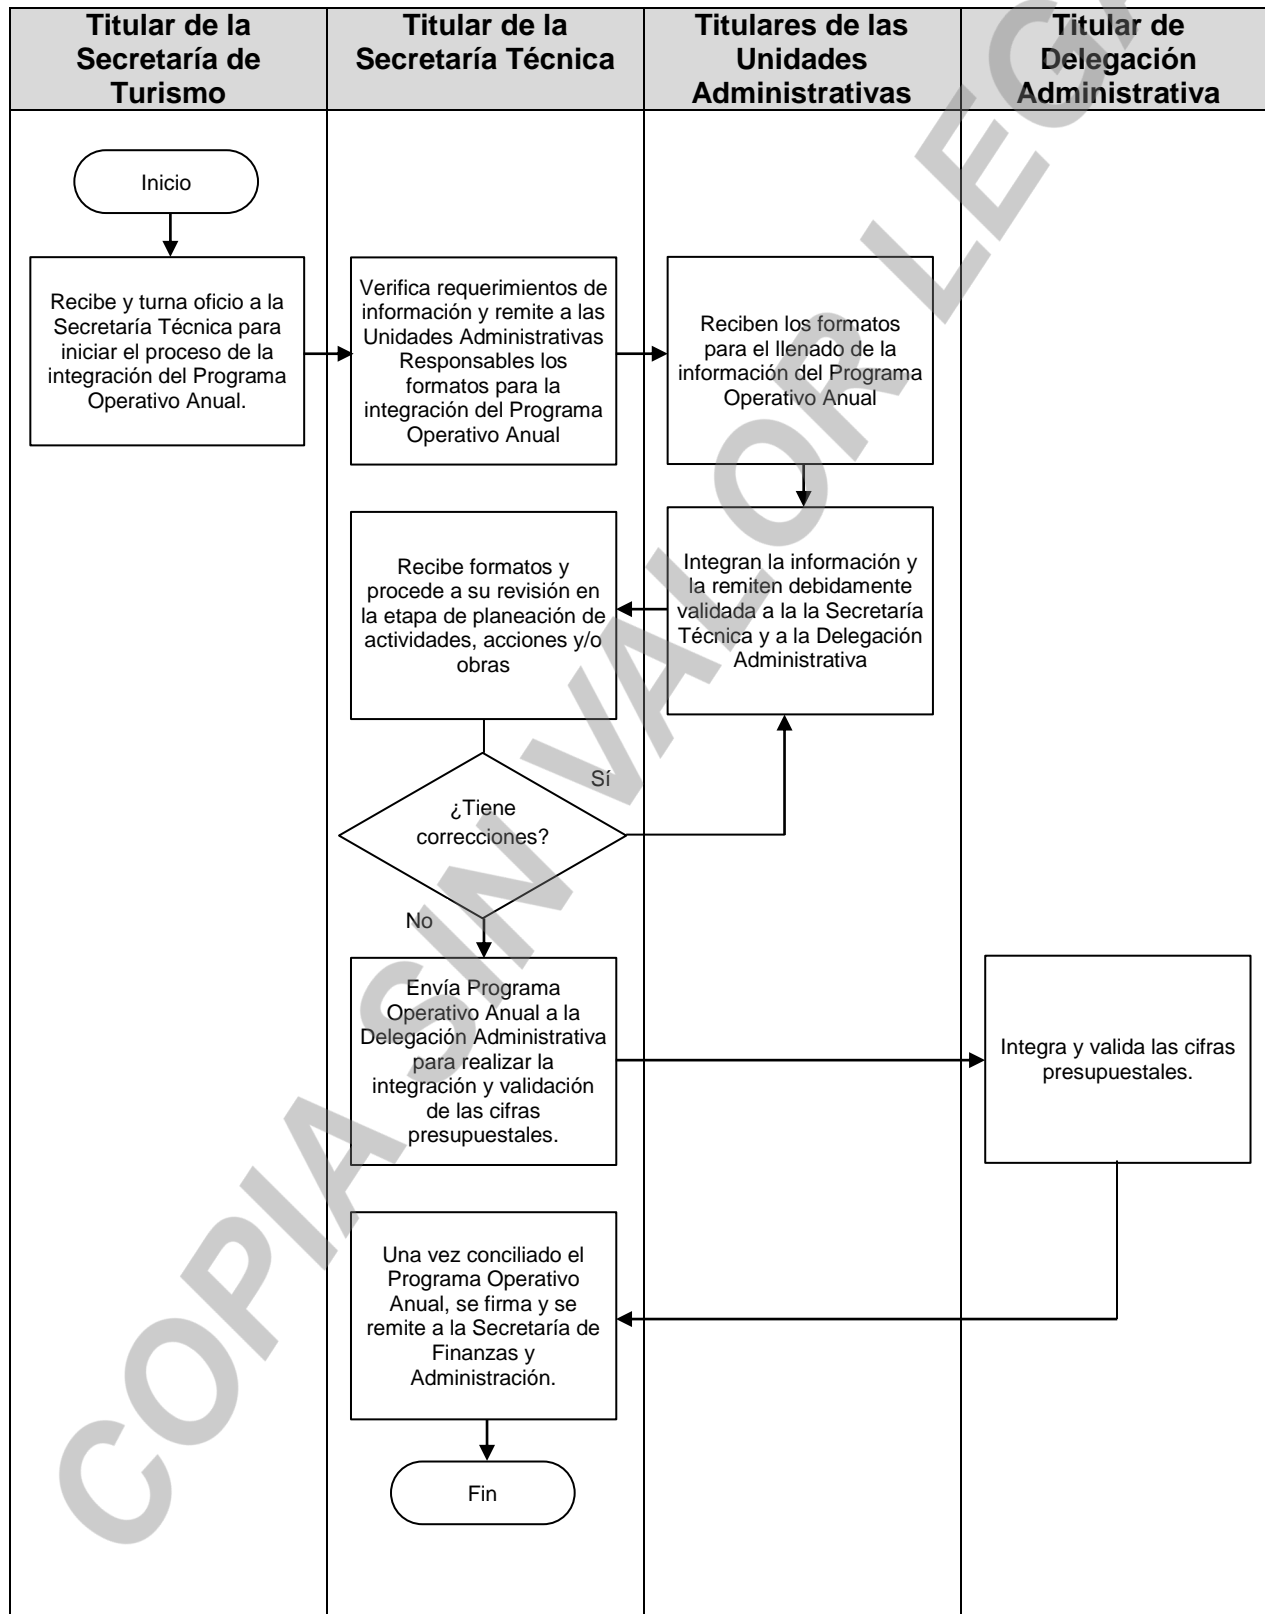 Titular de la
Secretaría de
Turismo
Titular de la
Secretaría Técnica
Titulares de las
Unidades
Administrativas
Titular de
Delegación
Administrativa
Inicio
Recibe y turna oficio a la
Secretaría Técnica para
iniciar el proceso de la
integración del Programa
Operativo Anual.
Verifica requerimientos de
información y remite a las
Unidades Administrativas
Responsables los
formatos para la
integración del Programa
Operativo Anual
Reciben los formatos
para el llenado de la
información del Programa
Operativo Anual
Integran la información y
la remiten debidamente
validada a la la Secretaría
Técnica y a la Delegación
Administrativa
Recibe formatos y
procede a su revisión en
la etapa de planeación de
actividades, acciones y/o
obras
¿Tiene
correcciones?
Sí
No
Envía Programa
Operativo Anual a la
Delegación Administrativa
para realizar la
integración y validación
de las cifras
presupuestales.
Integra y valida las cifras
presupuestales.
Una vez conciliado el
Programa Operativo
Anual, se firma y se
remite a la Secretaría de
Finanzas y
Administración.
Fin
COPIA SIN VALOR LEGA